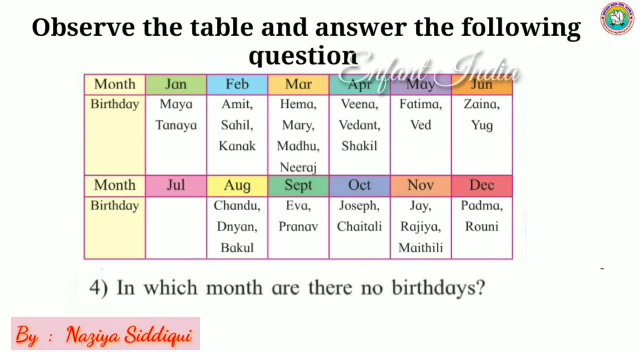 Observe the table and answer the following
question
Enfant India
Month Jan Feb Mar Apr May Jun
Birthday Maya Amit, Hema, Veena, Fatima, Zaina,
Tanaya Sahil, Mary, Vedant, Ved Yug
Kanak Madhu, Shakil
Neeraj
Month Jul Aug Sept Oct Nov Dec
Birthday Chandu, Eva, Joseph, Jay, Padma,
Dnyan, Pranav Chaitali Rajiya, Rouni
Bakul Maithili
4) In which month are there no birthdays?
By : Naziya Siddiqui